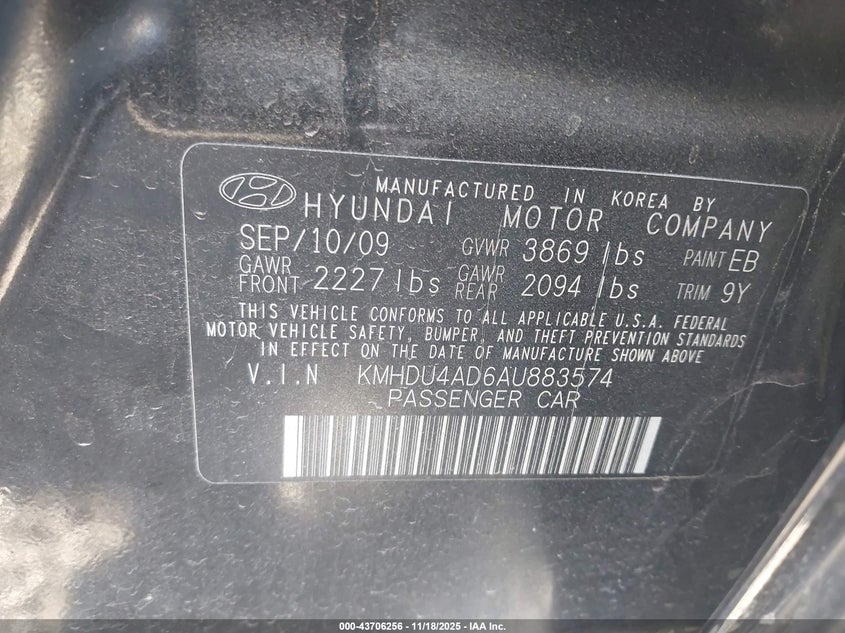 MANUFACTURED IN KOREA BY
HYUNDAI MOTOR COMPANY
SEP/10/09 GVWR 3869 lbs PAINT EB
GAWR FRONT 2227 lbs GAWR REAR 2094 lbs TRIM 9Y
THIS VEHICLE CONFORMS TO ALL APPLICABLE U.S.A. FEDERAL
MOTOR VEHICLE SAFETY, BUMPER, AND THEFT PREVENTION STANDARDS
IN EFFECT ON THE DATE OF MANUFACTURE SHOWN ABOVE
V.I.N KMHDU4AD6AU883574
PASSENGER CAR
000-43706256 - 11/18/2025 - IAA Inc.